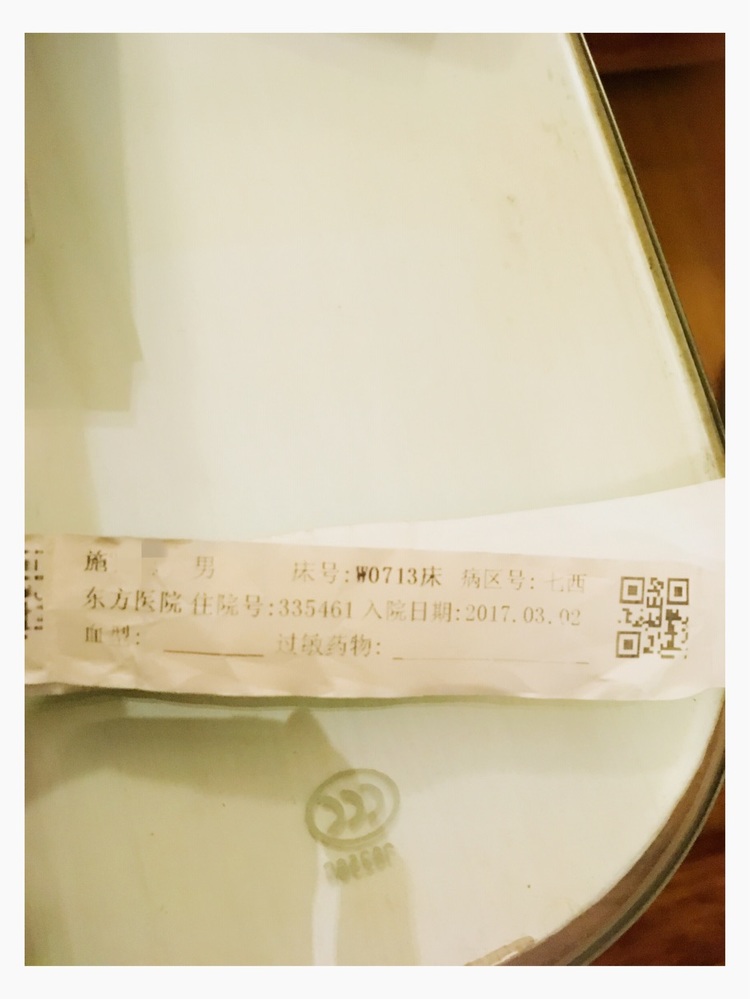 施 男 床号:W0713床 病区号:七西
东方医院 住院号:335461 入院日期:2017.03.02
血型: 过敏药物:
CCC